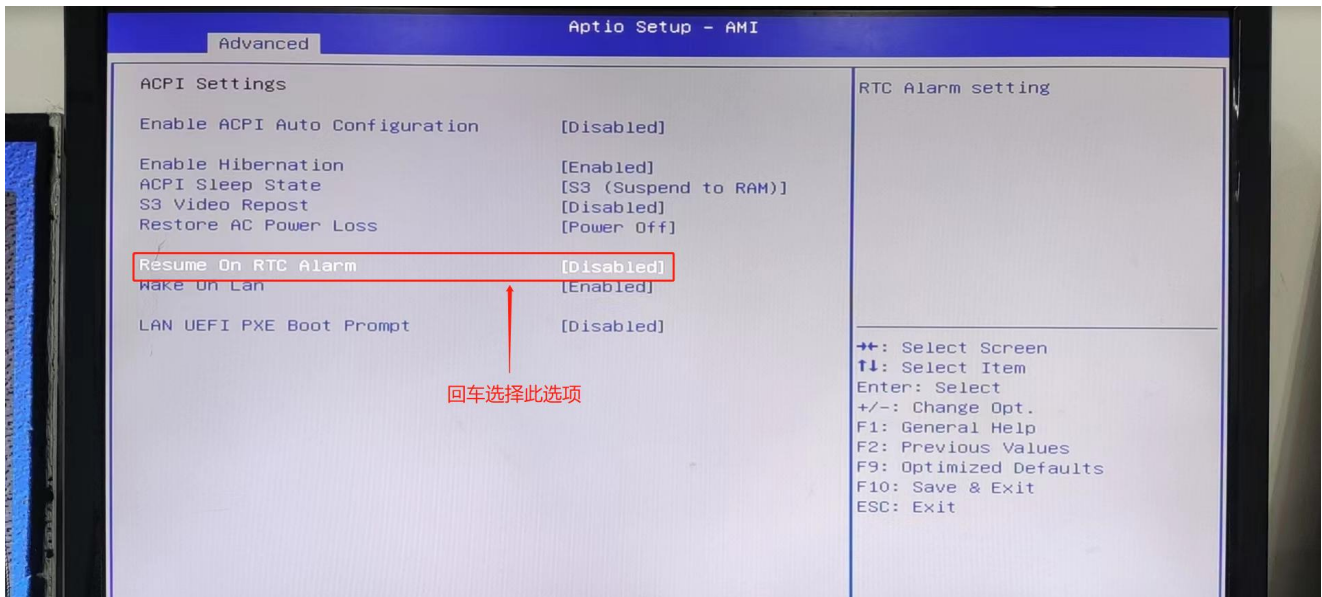 Aptio Setup - AMI
Advanced
ACPI Settings
Enable ACPI Auto Configuration [Disabled]
Enable Hibernation [Enabled]
ACPI Sleep State [S3 (Suspend to RAM)]
S3 Video Repost [Disabled]
Restore AC Power Loss [Power Off]
Resume On RTC Alarm [Disabled]
Wake On Lan [Enabled]
LAN UEFI PXE Boot Prompt [Disabled]
回车选择此选项
RTC Alarm setting
→←: Select Screen
↑↓: Select Item
Enter: Select
+/-: Change Opt.
F1: General Help
F2: Previous Values
F9: Optimized Defaults
F10: Save & Exit
ESC: Exit